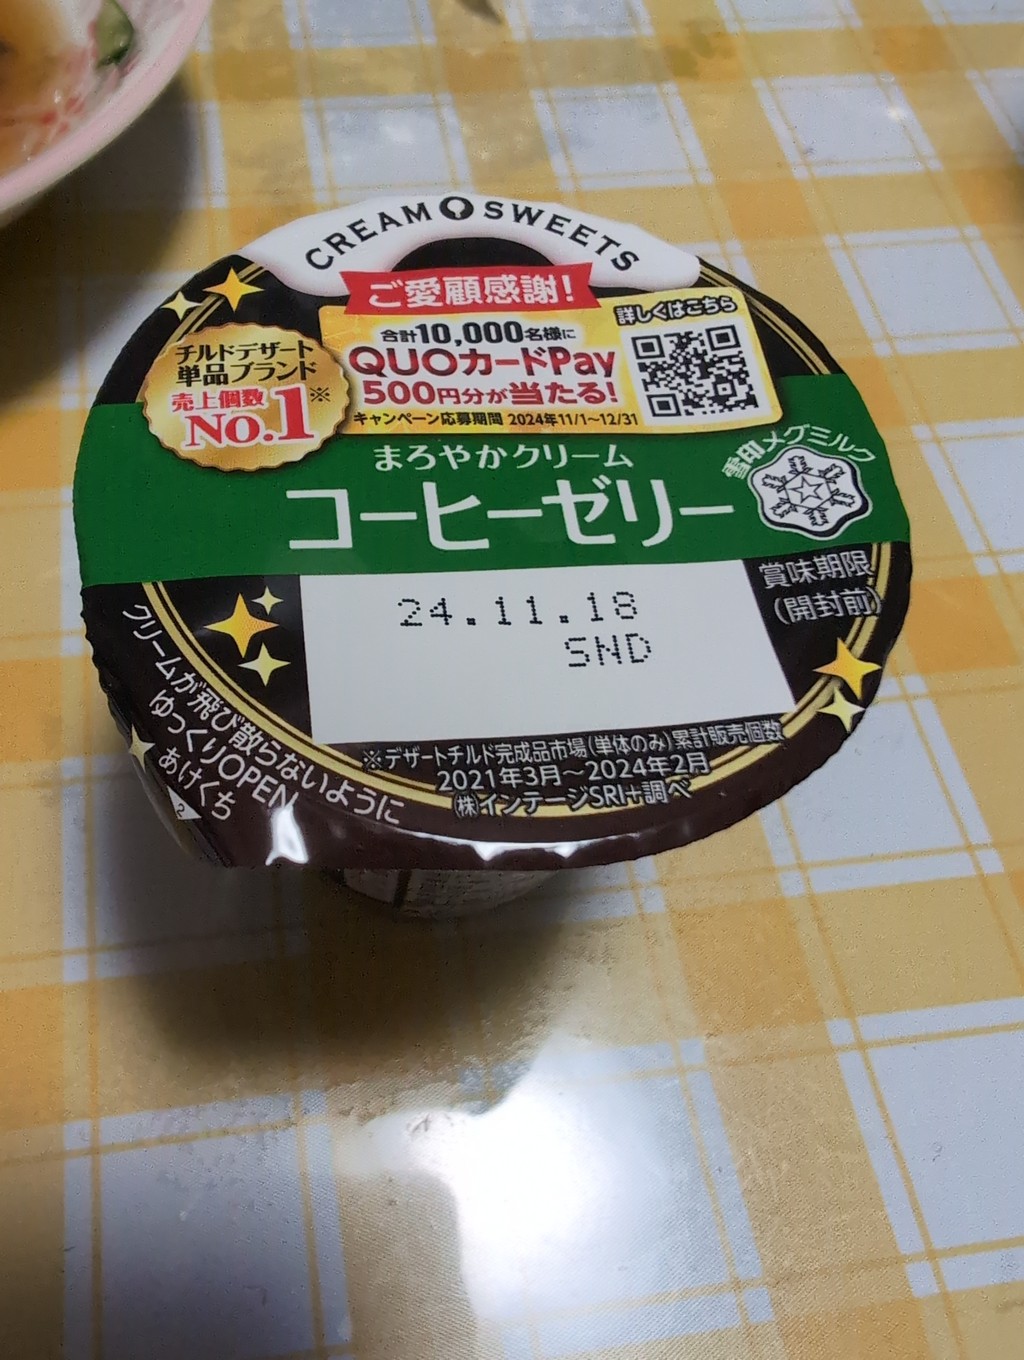 CREAM SWEETS
ご愛顧感謝!
合計10,000名様に
QUOカードPay
500円分が当たる!
キャンペーン応募期間 2024年11/1~12/31
詳しくはこちら
チルドデザート
単品ブランド
売上個数
No.1※
まろやかクリーム
コーヒーゼリー
雪印メグミルク
賞味期限
(開封前)
24.11.18
SND
クリームが飛び散らないように
ゆっくりOPEN
あけくち
2
※デザートチルド完成品市場(単体のみ)累計販売個数
2021年3月~2024年2月
(株)インテージSRI+調べ